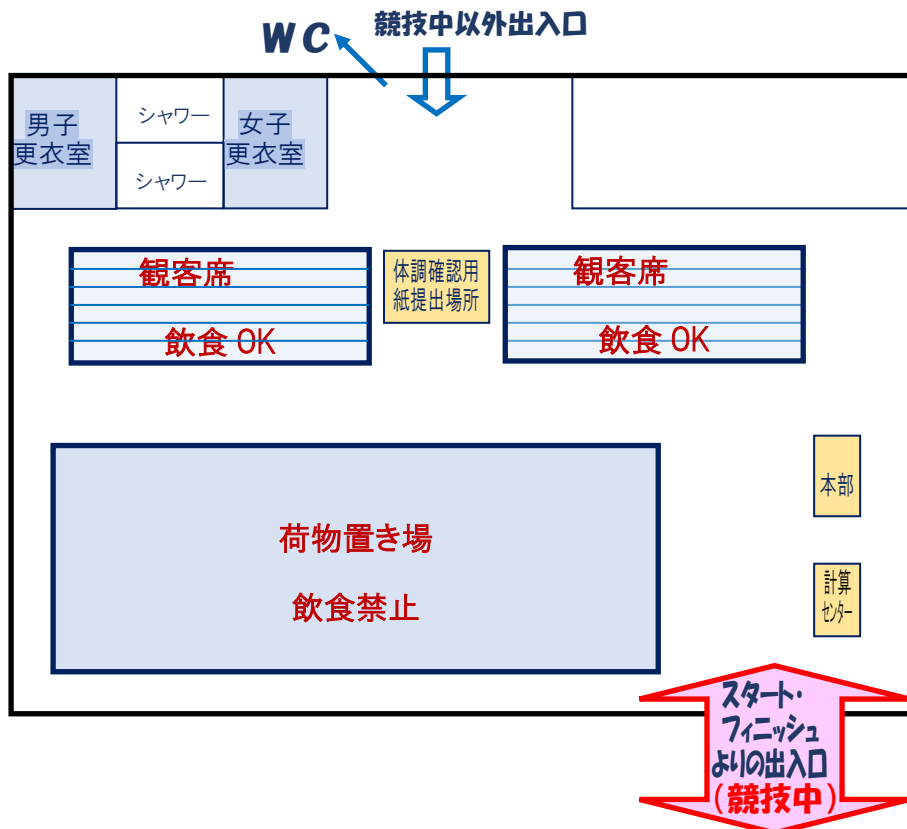 競技中以外出入口
WC
男子
更衣室
シャワー
シャワー
女子
更衣室
観客席
飲食 OK
体調確認用
紙提出場所
観客席
飲食 OK
本部
荷物置き場
飲食禁止
計算
センター
スタート・
フィニッシュ
よりの出入口
(競技中)